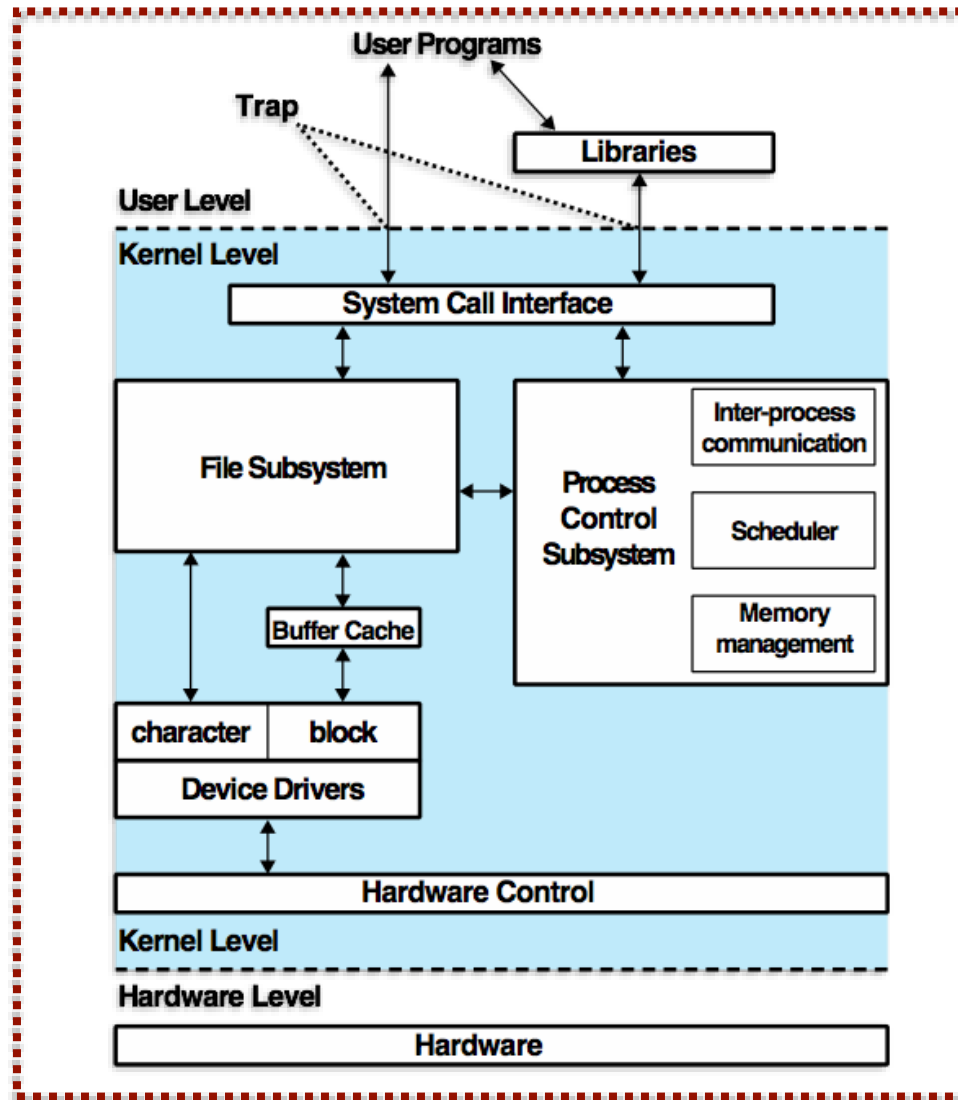 User Programs
Trap
Libraries
User Level
Kernel Level
System Call Interface
File Subsystem
Process
Control
Subsystem
Inter-process
communication
Scheduler
Memory
management
Buffer Cache
character
block
Device Drivers
Hardware Control
Kernel Level
Hardware Level
Hardware